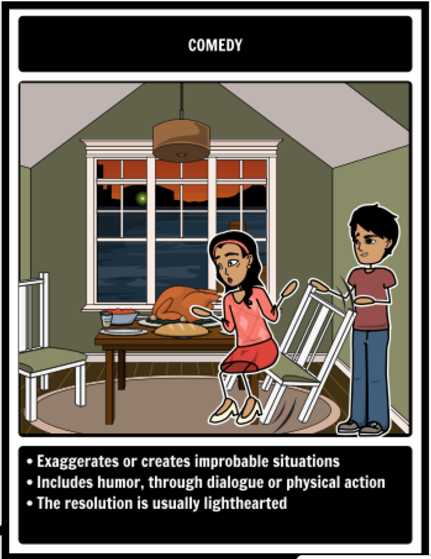 COMEDY
• Exaggerates or creates improbable situations
• Includes humor, through dialogue or physical action
• The resolution is usually lighthearted